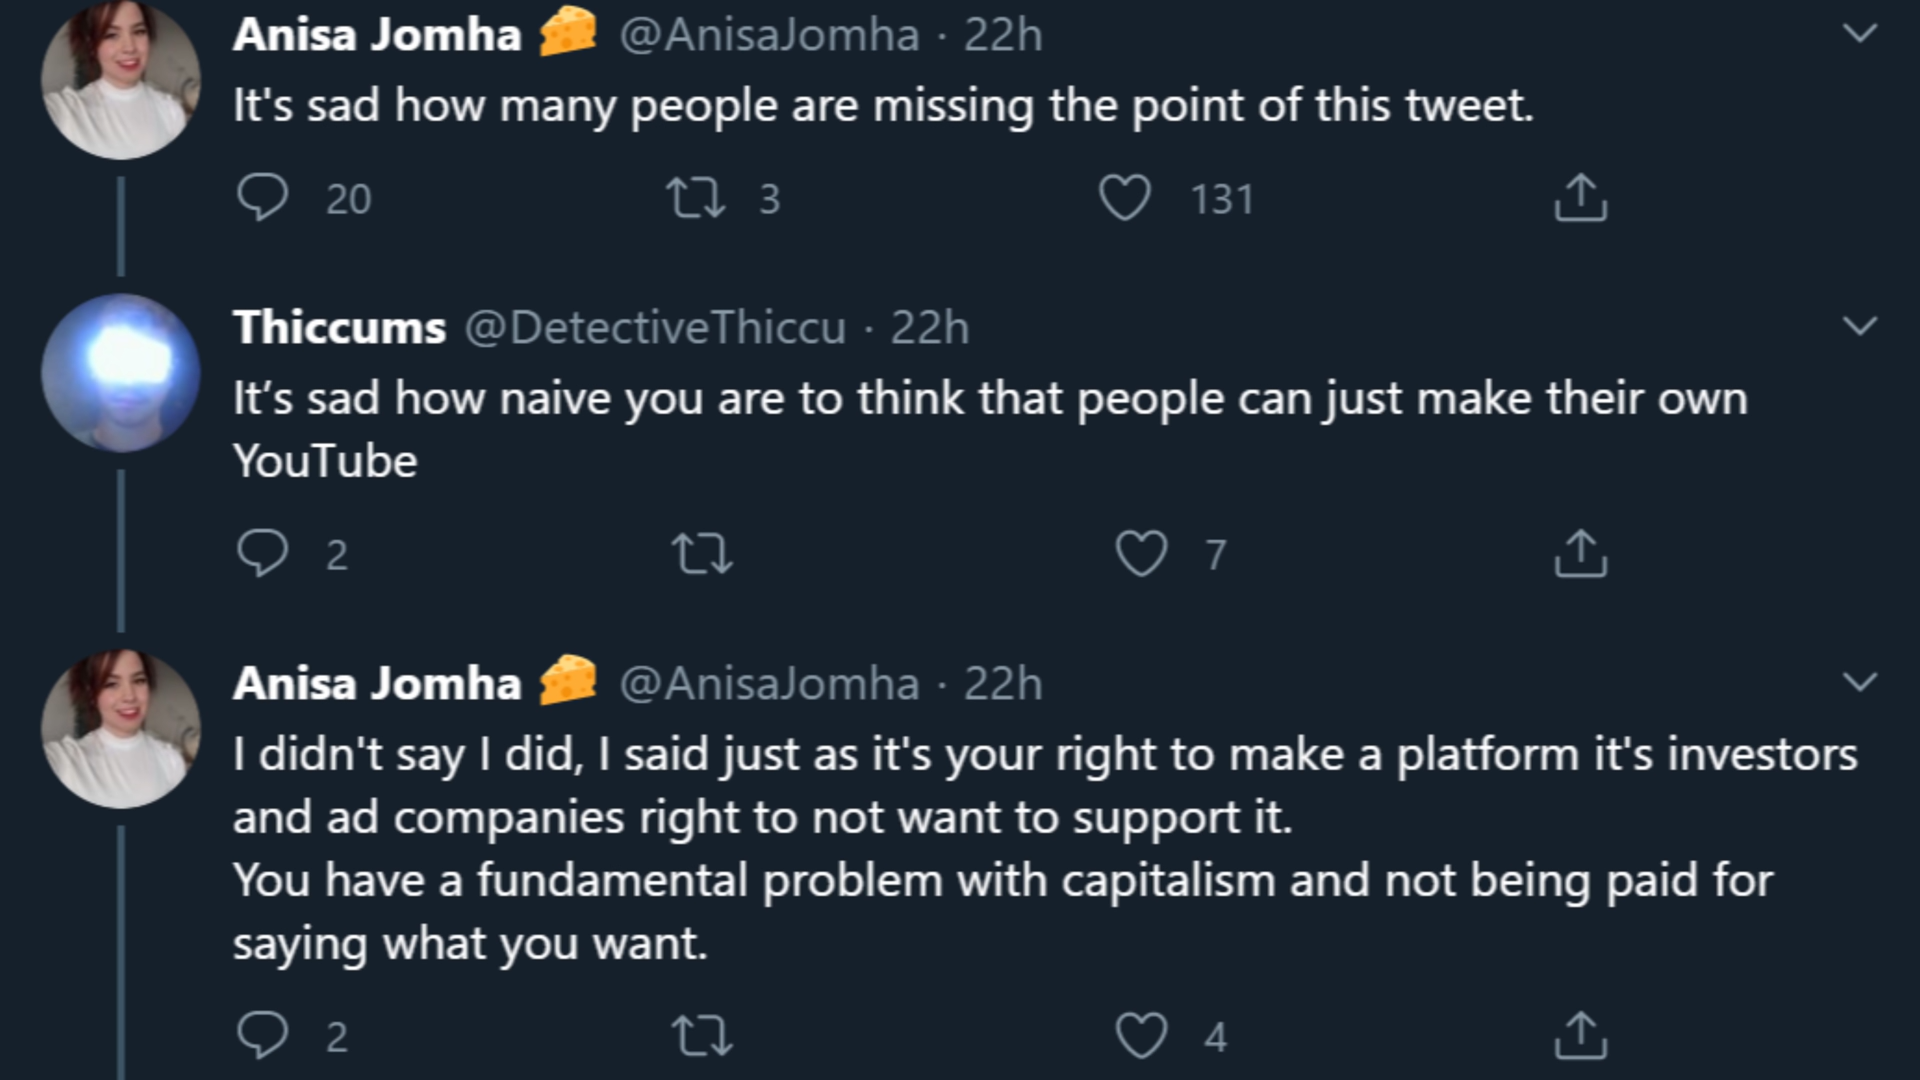 Anisa Jomha 🧀 @AnisaJomha · 22h
It's sad how many people are missing the point of this tweet.
20 3 131
Thiccums @DetectiveThiccu · 22h
It’s sad how naive you are to think that people can just make their own
YouTube
2 7
Anisa Jomha 🧀 @AnisaJomha · 22h
I didn't say I did, I said just as it's your right to make a platform it's investors
and ad companies right to not want to support it.
You have a fundamental problem with capitalism and not being paid for
saying what you want.
2 4